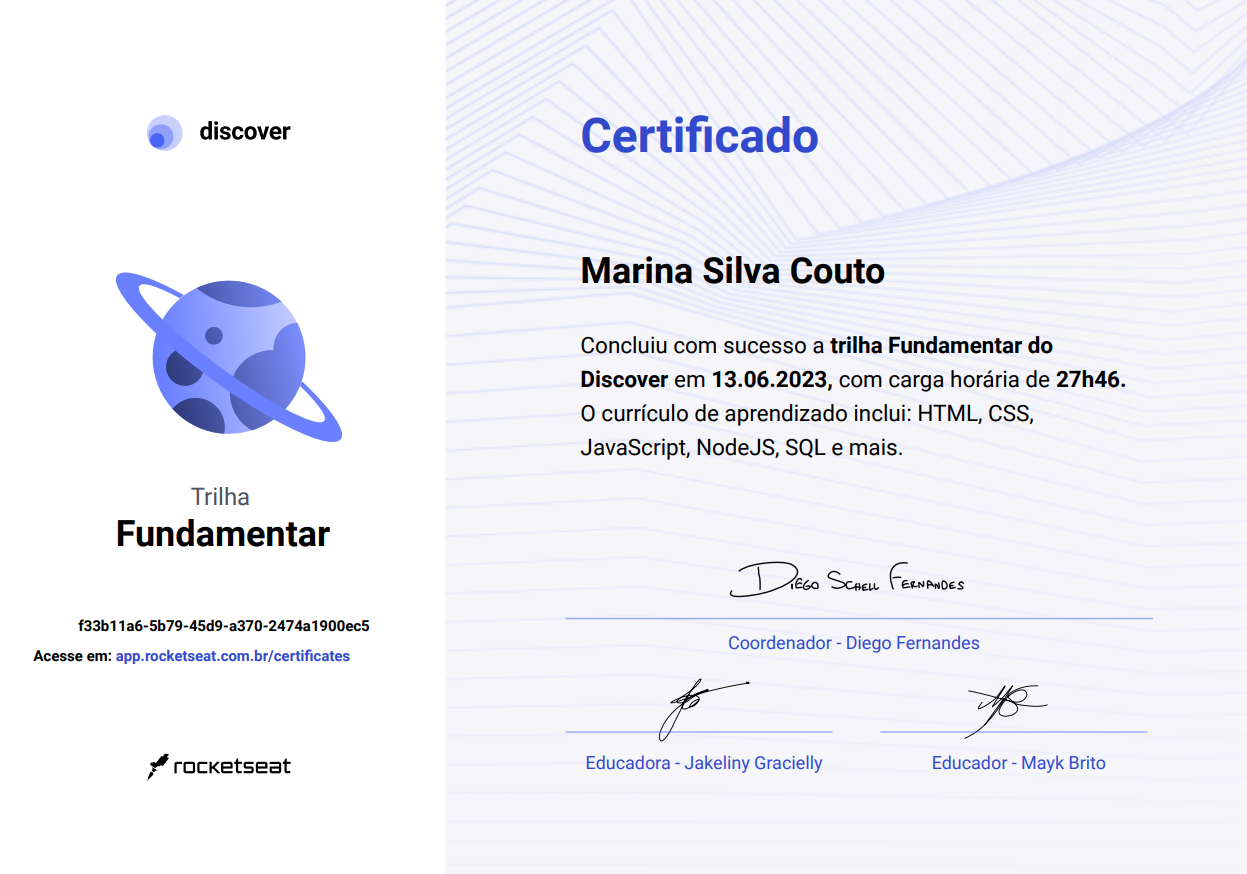 discover
Trilha
Fundamentar
f33b11a6-5b79-45d9-a370-2474a1900ec5
Acesse em: app.rocketseat.com.br/certificates
rocketseat
Certificado
Marina Silva Couto
Concluiu com sucesso a trilha Fundamentar do
Discover em 13.06.2023, com carga horária de 27h46.
O currículo de aprendizado inclui: HTML, CSS,
JavaScript, NodeJS, SQL e mais.
Diego Schell Fernandes
Coordenador - Diego Fernandes
Educadora - Jakeliny Gracielly
Educador - Mayk Brito